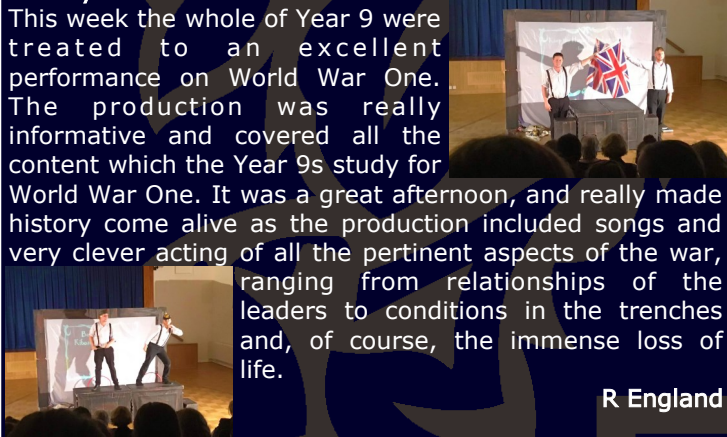 This week the whole of Year 9 were
treated to an excellent
performance on World War One.
The production was really
informative and covered all the
content which the Year 9s study for
World War One. It was a great afternoon, and really made
history come alive as the production included songs and
very clever acting of all the pertinent aspects of the war,
ranging from relationships of the
leaders to conditions in the trenches
and, of course, the immense loss of
life.
R England